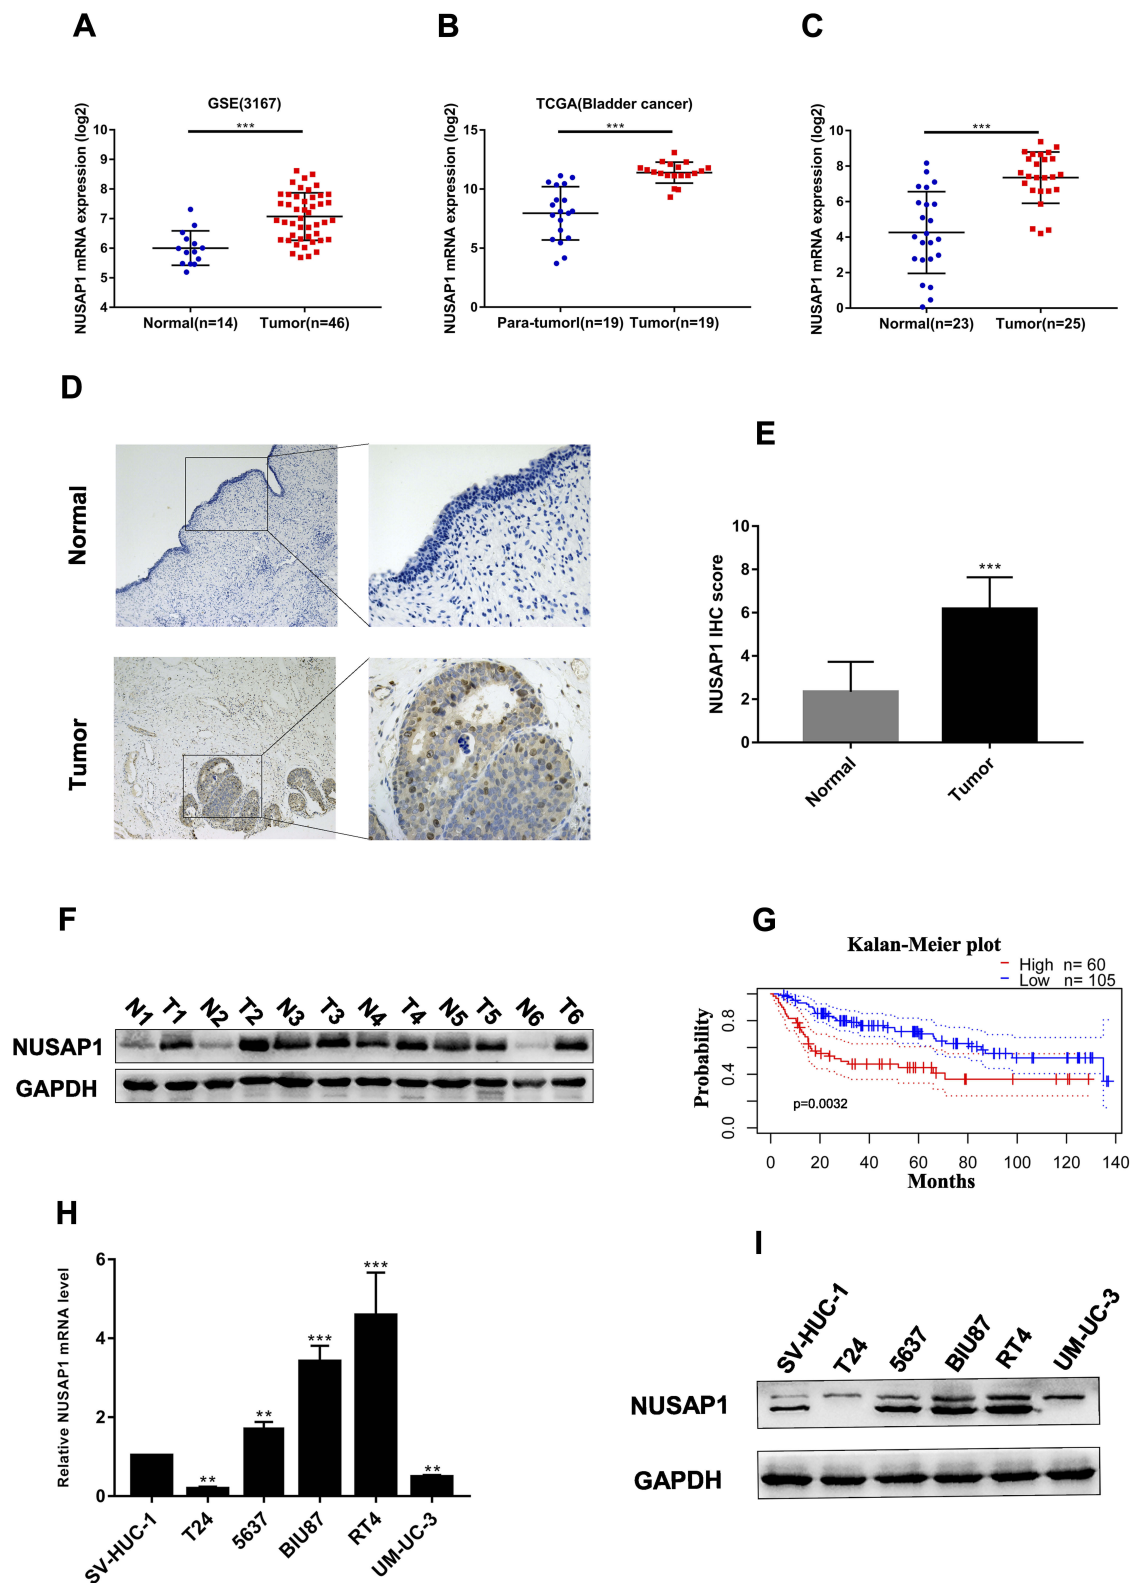 A
GSE(3167)
NUSAP1 mRNA expression (log2)
***
10
9
8
7
6
5
4
Normal(n=14)
Tumor(n=46)
B
TCGA(Bladder cancer)
NUSAP1 mRNA expression (log2)
***
15
10
5
0
Para-tumorl(n=19)
Tumor(n=19)
C
NUSAP1 mRNA expression (log2)
***
10
8
6
4
2
0
Normal(n=23)
Tumor(n=25)
D
Normal
Tumor
E
NUSAP1 IHC score
10
8
6
4
2
0
***
Normal
Tumor
F
N1 T1 N2 T2 N3 T3 N4 T4 N5 T5 N6 T6
NUSAP1
GAPDH
G
Kalan-Meier plot
High n= 60
Low n= 105
Probability
0.8
0.4
0.0
p=0.0032
0 20 40 60 80 100 120 140
Months
H
Relative NUSAP1 mRNA level
6
4
2
0
**
**
***
***
**
SV-HUC-1
T24
5637
BIU87
RT4
UM-UC-3
I
SV-HUC-1 T24 5637 BIU87 RT4 UM-UC-3
NUSAP1
GAPDH